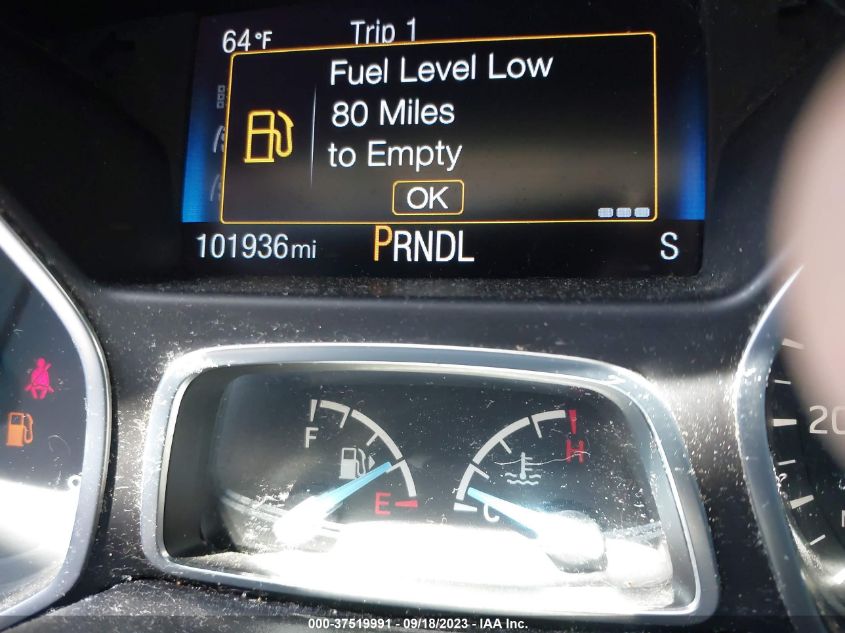 64°F Trip 1
Fuel Level Low
80 Miles
to Empty
OK
101936mi PRNDL S
F
E
H
C
20
000-37519991 - 09/18/2023 - IAA Inc.